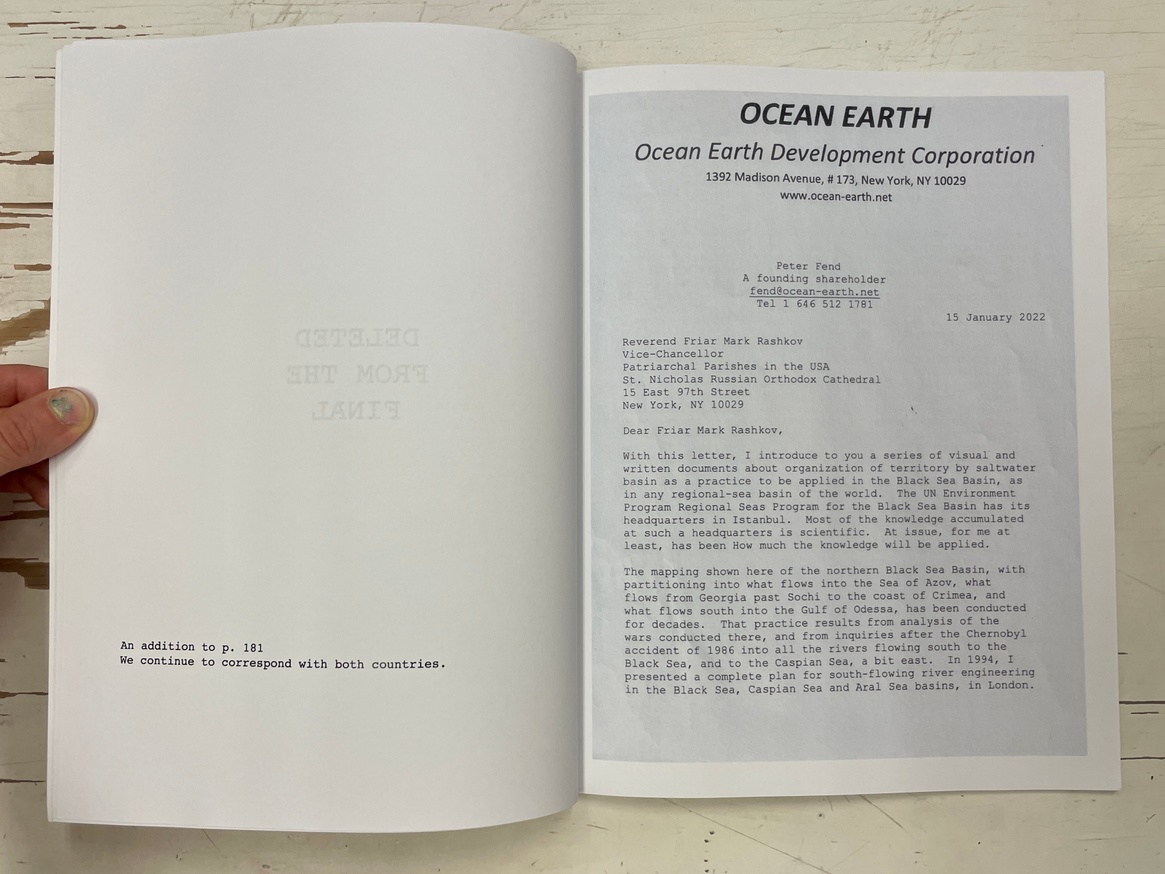 DELETED
FROM THE
FINAL
An addition to p. 181
We continue to correspond with both countries.
OCEAN EARTH
Ocean Earth Development Corporation
1392 Madison Avenue, # 173, New York, NY 10029
www.ocean-earth.net
Peter Fend
A founding shareholder
fend@ocean-earth.net
Tel 1 646 512 1781
15 January 2022
Reverend Friar Mark Rashkov
Vice-Chancellor
Patriarchal Parishes in the USA
St. Nicholas Russian Orthodox Cathedral
15 East 97th Street
New York, NY 10029
Dear Friar Mark Rashkov,
With this letter, I introduce to you a series of visual and
written documents about organization of territory by saltwater
basin as a practice to be applied in the Black Sea Basin, as
in any regional-sea basin of the world. The UN Environment
Program Regional Seas Program for the Black Sea Basin has its
headquarters in Istanbul. Most of the knowledge accumulated
at such a headquarters is scientific. At issue, for me at
least, has been How much the knowledge will be applied.
The mapping shown here of the northern Black Sea Basin, with
partitioning into what flows into the Sea of Azov, what
flows from Georgia past Sochi to the coast of Crimea, and
what flows south into the Gulf of Odessa, has been conducted
for decades. That practice results from analysis of the
wars conducted there, and from inquiries after the Chernobyl
accident of 1986 into all the rivers flowing south to the
Black Sea, and to the Caspian Sea, a bit east. In 1994, I
presented a complete plan for south-flowing river engineering
in the Black Sea, Caspian Sea and Aral Sea basins, in London.